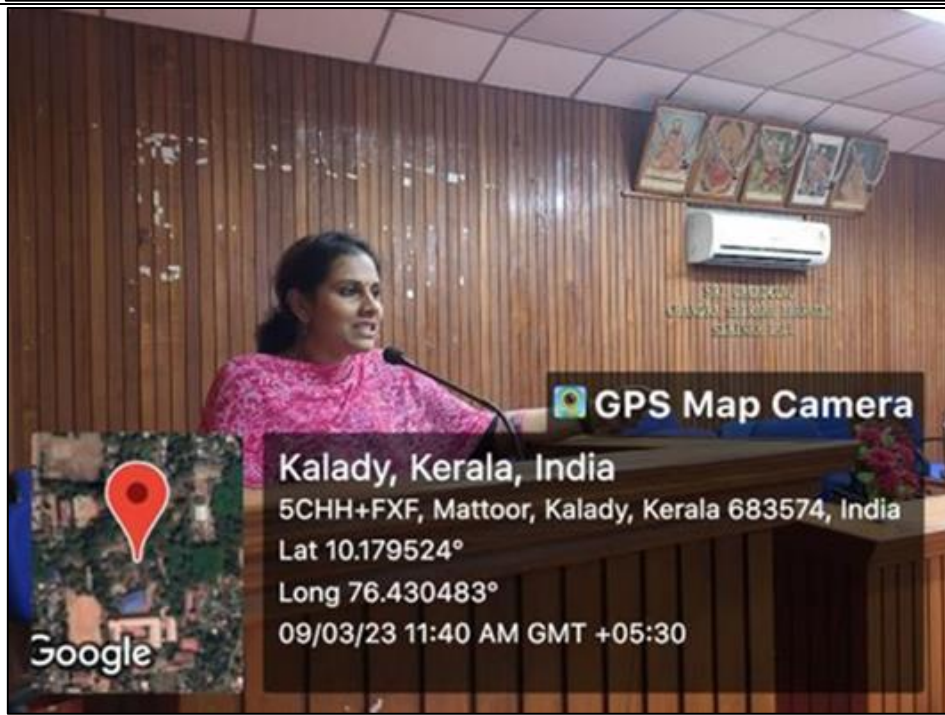 GPS Map Camera
Kalady, Kerala, India
5CHH+FXF, Mattoor, Kalady, Kerala 683574, India
Lat 10.179524°
Long 76.430483°
09/03/23 11:40 AM GMT +05:30
Google